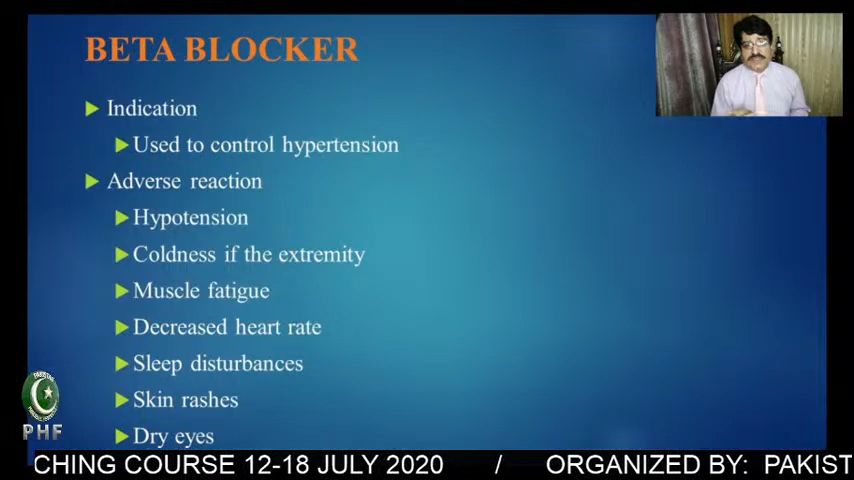 BETA BLOCKER
Indication
Used to control hypertension
Adverse reaction
Hypotension
Coldness if the extremity
Muscle fatigue
Decreased heart rate
Sleep disturbances
Skin rashes
Dry eyes
PHF
CHING COURSE 12-18 JULY 2020 / ORGANIZED BY: PAKIST